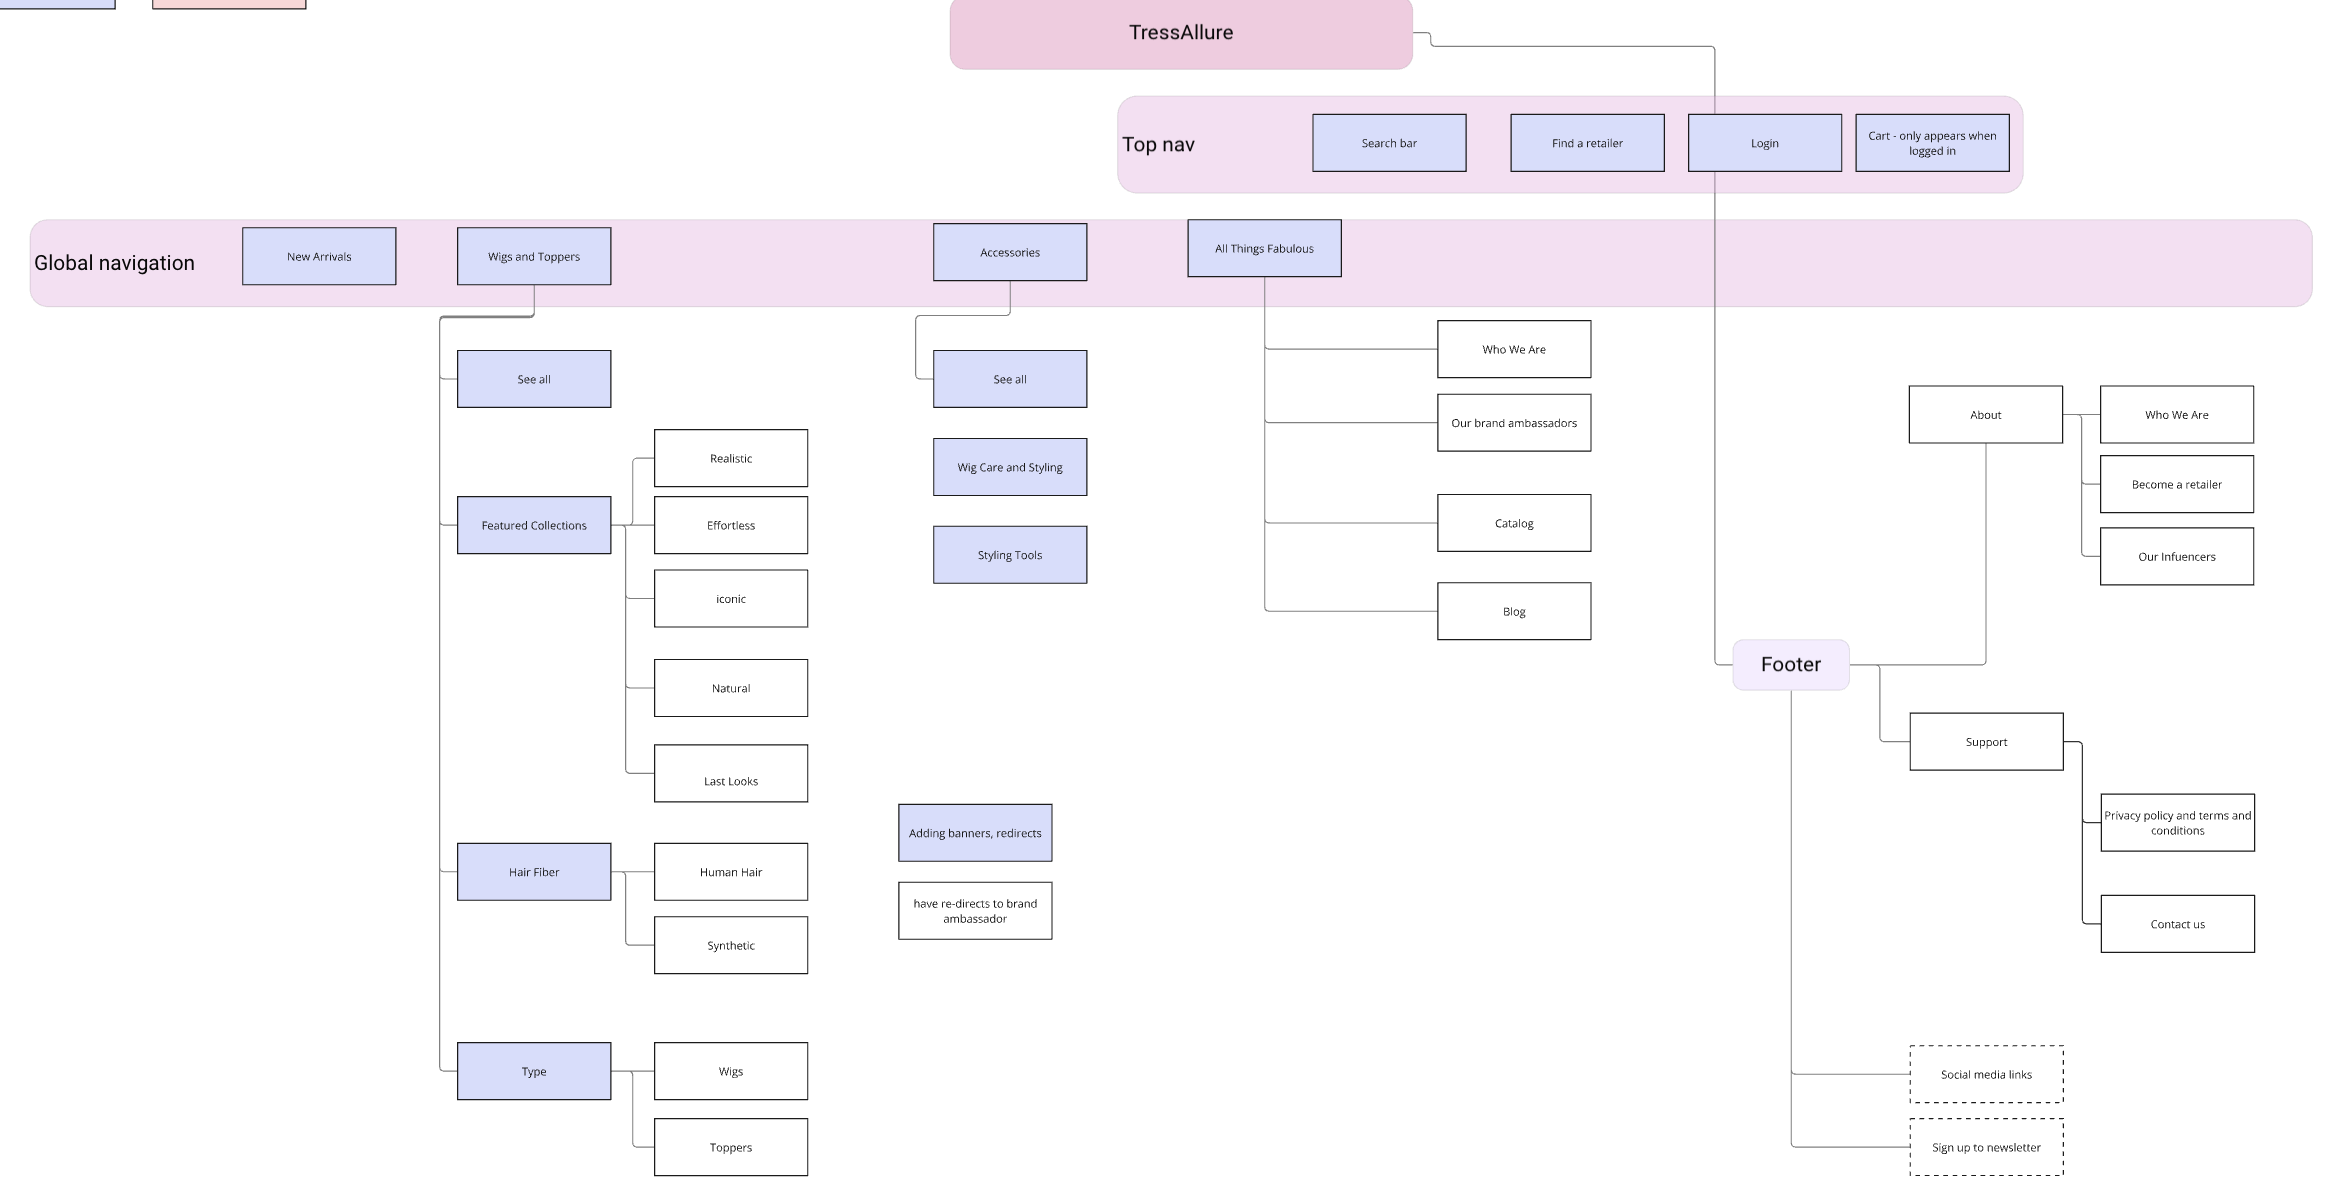 TressAllure
Top nav
Search bar
Find a retailer
Login
Cart - only appears when
logged in
Global navigation
New Arrivals
Wigs and Toppers
Accessories
All Things Fabulous
See all
Featured Collections
Realistic
Effortless
iconic
Natural
Last Looks
Hair Fiber
Human Hair
Synthetic
Type
Wigs
Toppers
See all
Wig Care and Styling
Styling Tools
Adding banners, redirects
have re-directs to brand
ambassador
Who We Are
Our brand ambassadors
Catalog
Blog
Footer
About
Who We Are
Become a retailer
Our Infuencers
Support
Privacy policy and terms and
conditions
Contact us
Social media links
Sign up to newsletter